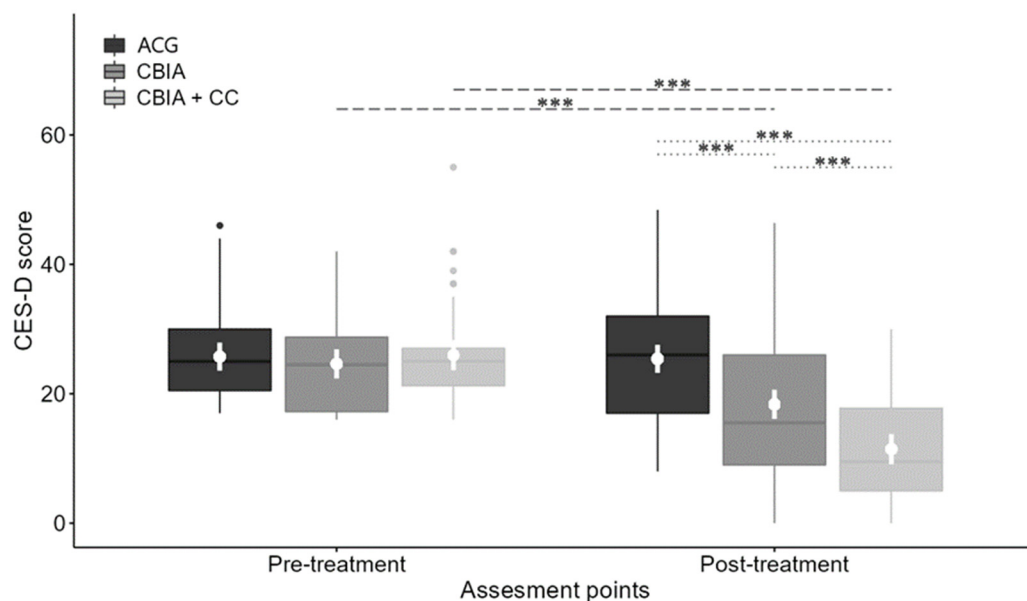 ACG
CBIA
CBIA + CC
***
***
***
***
***
CES-D score
60
40
20
0
Pre-treatment
Post-treatment
Assesment points